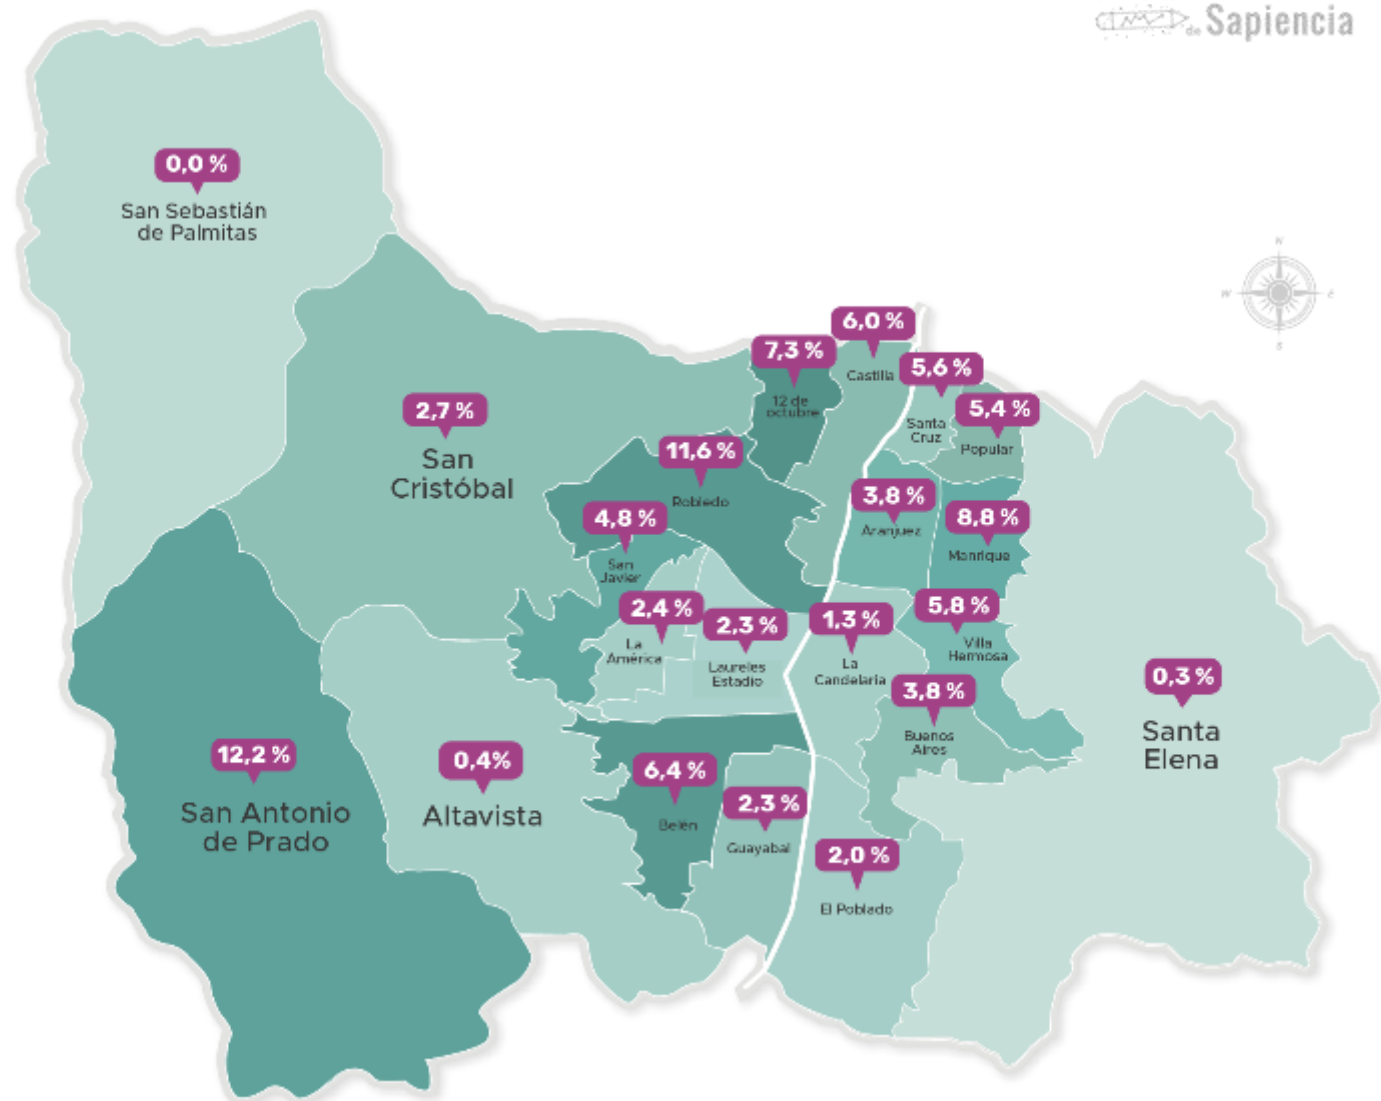 de Sapiencia
0,0 %
San Sebastián
de Palmitas
N
W
E
S
6,0 %
Castilla
7,3 %
12 de
octubre
5,6 %
Santa
Cruz
5,4 %
Popular
2,7 %
San
Cristóbal
11,6 %
Robledo
3,8 %
Aranjuez
8,8 %
Manrique
4,8 %
San
Javier
2,4 %
La
América
2,3 %
Laureles
Estadio
1,3 %
La
Candelaria
5,8 %
Villa
Hermosa
3,8 %
Buenos
Aires
0,3 %
Santa
Elena
12,2 %
San Antonio
de Prado
0,4%
Altavista
6,4 %
Belén
2,3 %
Guayabal
2,0 %
El Poblado